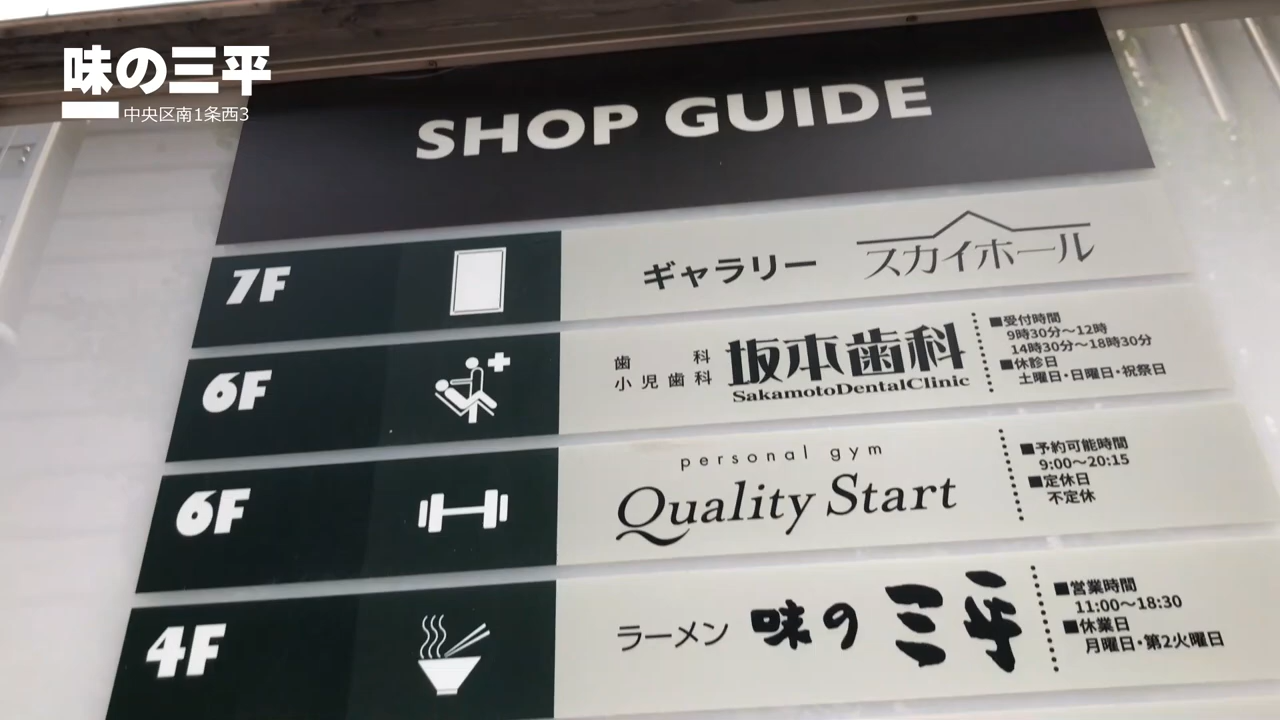 味の三平
中央区南1条西3
SHOP GUIDE
7F
ギャラリー スカイホール
6F
歯科
小児歯科
坂本歯科
SakamotoDentalClinic
■受付時間
9時30分〜12時
14時30分〜18時30分
■休診日
土曜日・日曜日・祝祭日
6F
personal gym
Quality Start
■予約可能時間
9:00〜20:15
■定休日
不定休
4F
ラーメン 味の三平
■営業時間
11:00〜18:30
■休業日
月曜日・第2火曜日